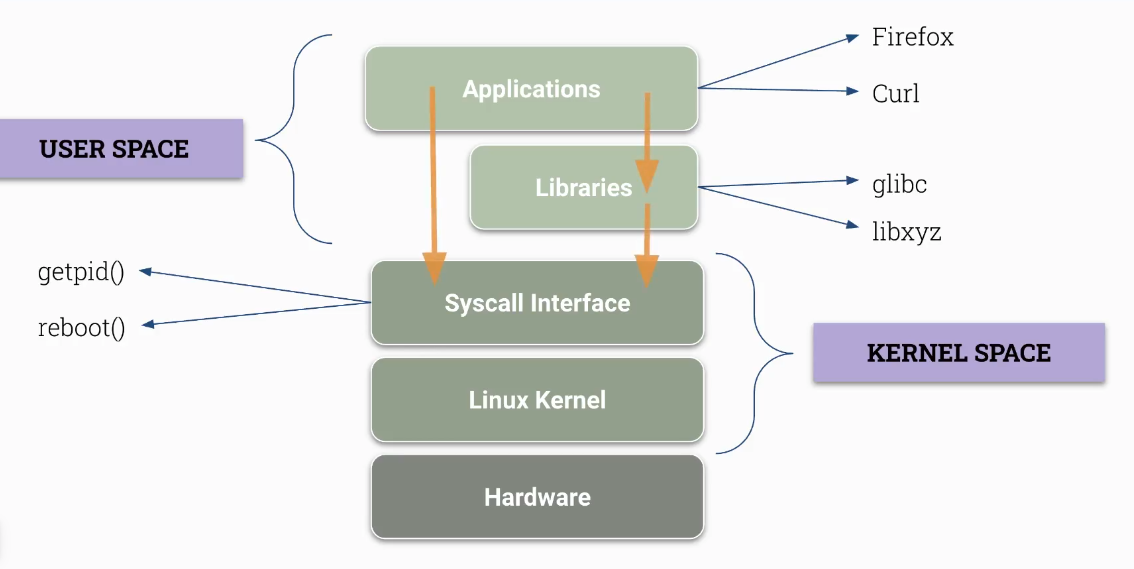 Firefox
Applications
Curl
USER SPACE
Libraries
glibc
libxyz
getpid()
Syscall Interface
reboot()
KERNEL SPACE
Linux Kernel
Hardware